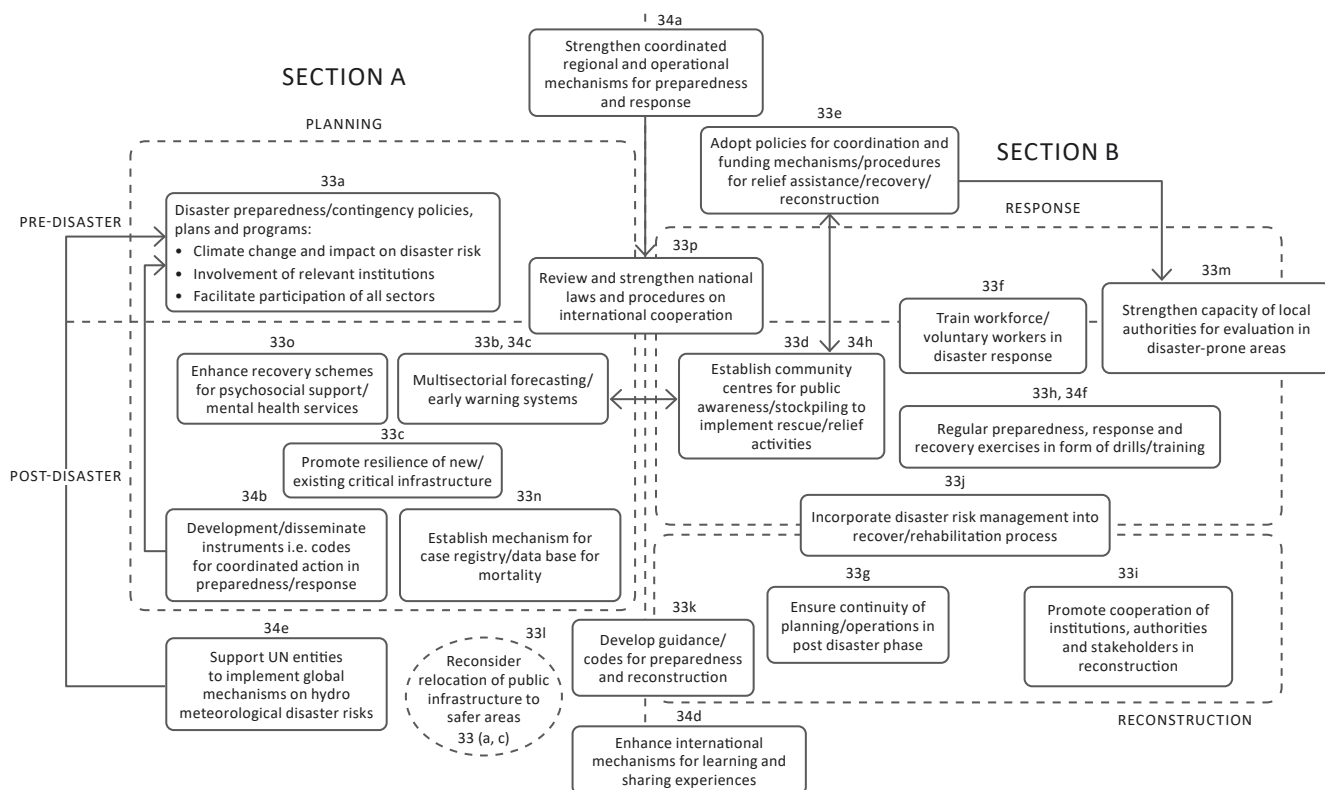 34a
Strengthen coordinated
regional and operational
mechanisms for preparedness
and response
SECTION A
PLANNING
33e
Adopt policies for coordination and
funding mechanisms/procedures
for relief assistance/recovery/
reconstruction
SECTION B
RESPONSE
PRE-DISASTER
33a
Disaster preparedness/contingency policies,
plans and programs:
• Climate change and impact on disaster risk
• Involvement of relevant institutions
• Facilitate participation of all sectors
33p
Review and strengthen national
laws and procedures on
international cooperation
33f
Train workforce/
voluntary workers in
disaster response
33m
Strengthen capacity of local
authorities for evaluation in
disaster-prone areas
33o
Enhance recovery schemes
for psychosocial support/
mental health services
33b, 34c
Multisectorial forecasting/
early warning systems
33d 34h
Establish community
centres for public
awareness/stockpiling to
implement rescue/relief
activities
33h, 34f
Regular preparedness, response and
recovery exercises in form of drills/training
33c
Promote resilience of new/
existing critical infrastructure
POST-DISASTER
34b
Development/disseminate
instruments i.e. codes
for coordinated action in
preparedness/response
33n
Establish mechanism for
case registry/data base for
mortality
33j
Incorporate disaster risk management into
recover/rehabilitation process
33g
Ensure continuity of
planning/operations in
post disaster phase
33i
Promote cooperation of
institutions, authorities
and stakeholders in
reconstruction
34e
Support UN entities
to implement global
mechanisms on hydro
meteorological disaster risks
33l
Reconsider
relocation of public
infrastructure to
safer areas
33 (a, c)
33k
Develop guidance/
codes for preparedness
and reconstruction
RECONSTRUCTION
34d
Enhance international
mechanisms for learning and
sharing experiences